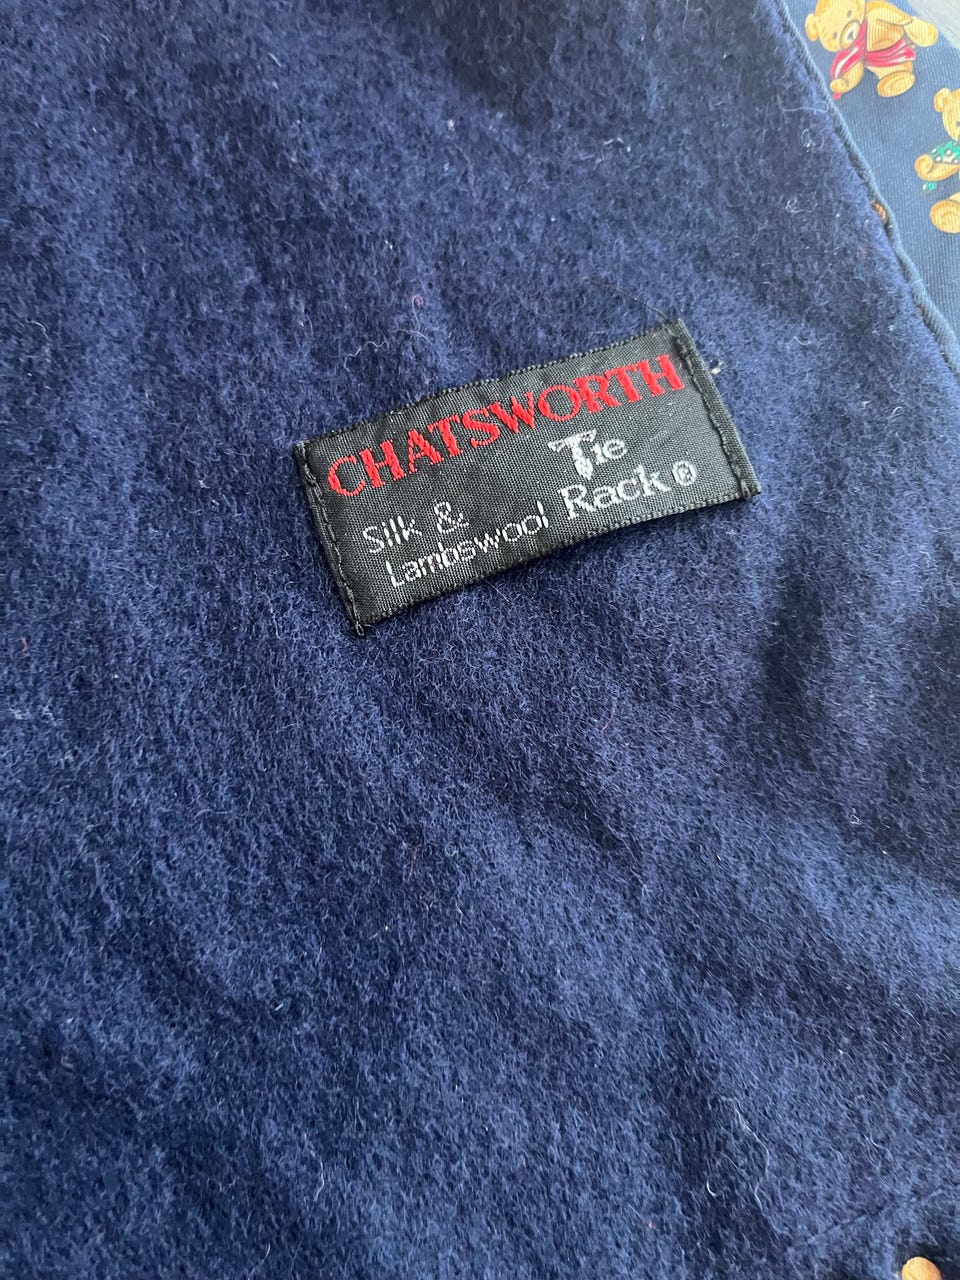 CHATSWORTH
Silk &
Lambswool
Tie
Rack®